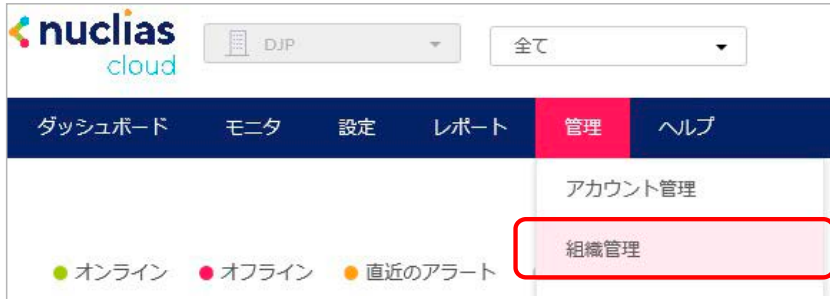 nuclias
cloud
DJP
全て
ダッシュボード モニタ 設定 レポート 管理 ヘルプ
アカウント管理
組織管理
オンライン オフライン 直近のアラート